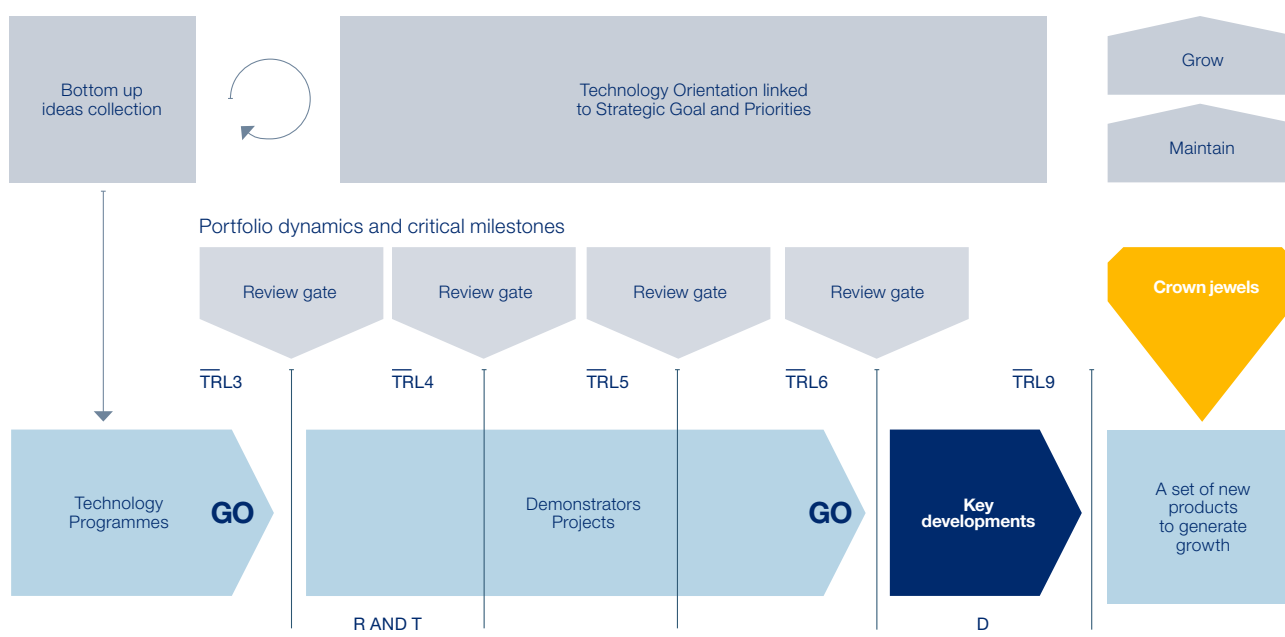 Bottom up
ideas collection
Technology Orientation linked
to Strategic Goal and Priorities
Grow
Maintain
Portfolio dynamics and critical milestones
Review gate
Review gate
Review gate
Review gate
Crown jewels
TRL3
TRL4
TRL5
TRL6
TRL9
Technology
Programmes
GO
Demonstrators
Projects
GO
Key
developments
A set of new
products
to generate
growth
R AND T
D